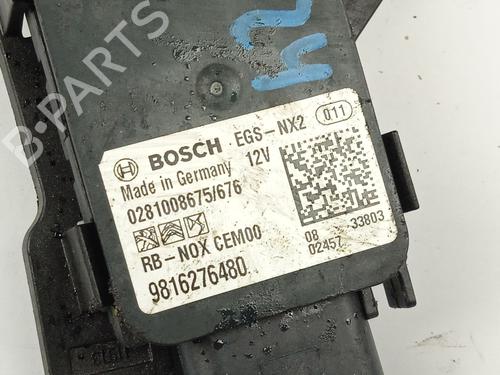 B-PARTS
BOSCH EGS-NX2 011
Made in Germany 12V
0281008675/676
RB-NOX CEM00
9816276480
08 33803
02457